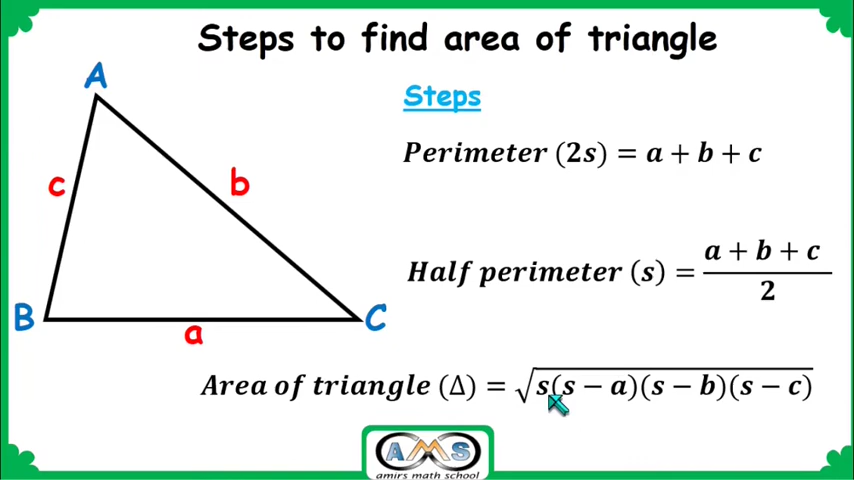 Steps to find area of triangle
A
Steps
Perimeter (2s) = a + b + c
c
b
Half perimeter (s) = \frac{a + b + c}{2}
B
C
a
Area of triangle (Δ) = √s(s − a)(s − b)(s − c)
AMS
amirs math school